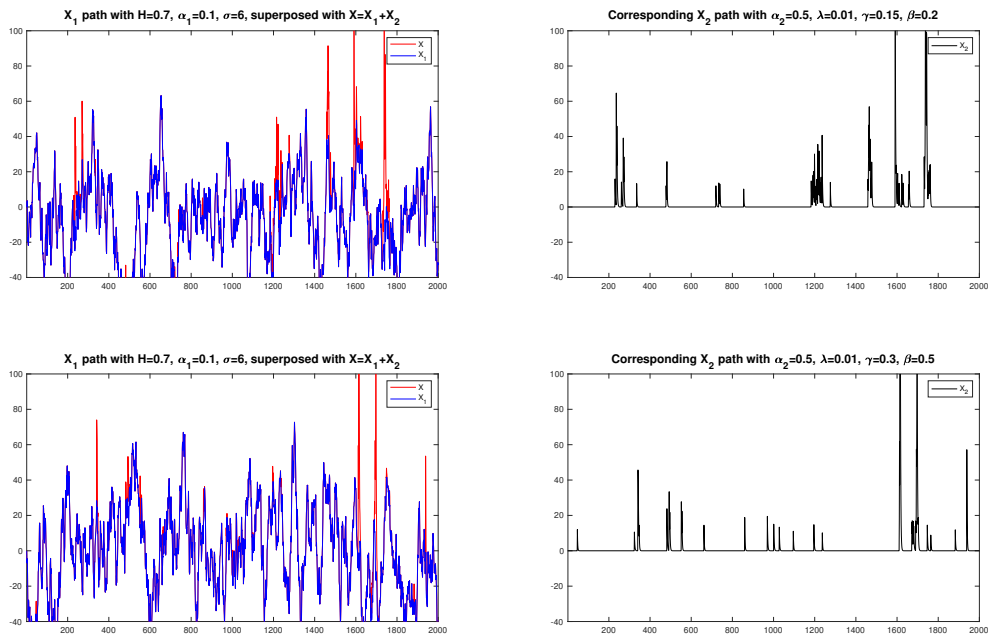 X₁ path with H=0.7, α₁=0.1, σ=6, superposed with X=X₁+X₂
100
80
60
40
20
0
-20
-40
200 400 600 800 1000 1200 1400 1600 1800 2000
X
X₁
Corresponding X₂ path with α₂=0.5, λ=0.01, γ=0.15, β=0.2
100
80
60
40
20
0
-20
-40
200 400 600 800 1000 1200 1400 1600 1800 2000
X₂
X₁ path with H=0.7, α₁=0.1, σ=6, superposed with X=X₁+X₂
100
80
60
40
20
0
-20
-40
200 400 600 800 1000 1200 1400 1600 1800 2000
X
X₁
Corresponding X₂ path with α₂=0.5, λ=0.01, γ=0.3, β=0.5
100
80
60
40
20
0
-20
-40
200 400 600 800 1000 1200 1400 1600 1800 2000
X₂